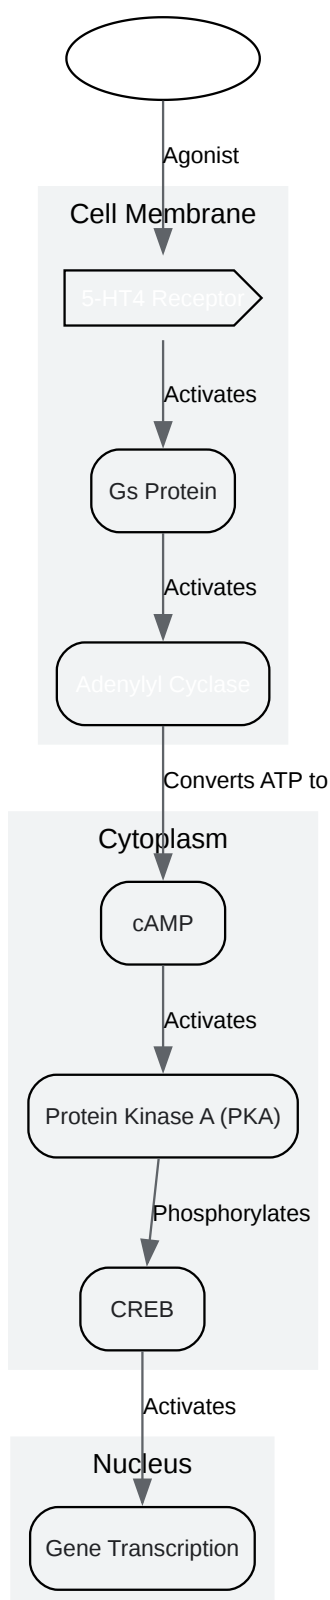 Agonist
Cell Membrane
5-HT4 Receptor
Activates
Gs Protein
Activates
Adenylyl Cyclase
Converts ATP to
Cytoplasm
cAMP
Activates
Protein Kinase A (PKA)
Phosphorylates
CREB
Activates
Nucleus
Gene Transcription